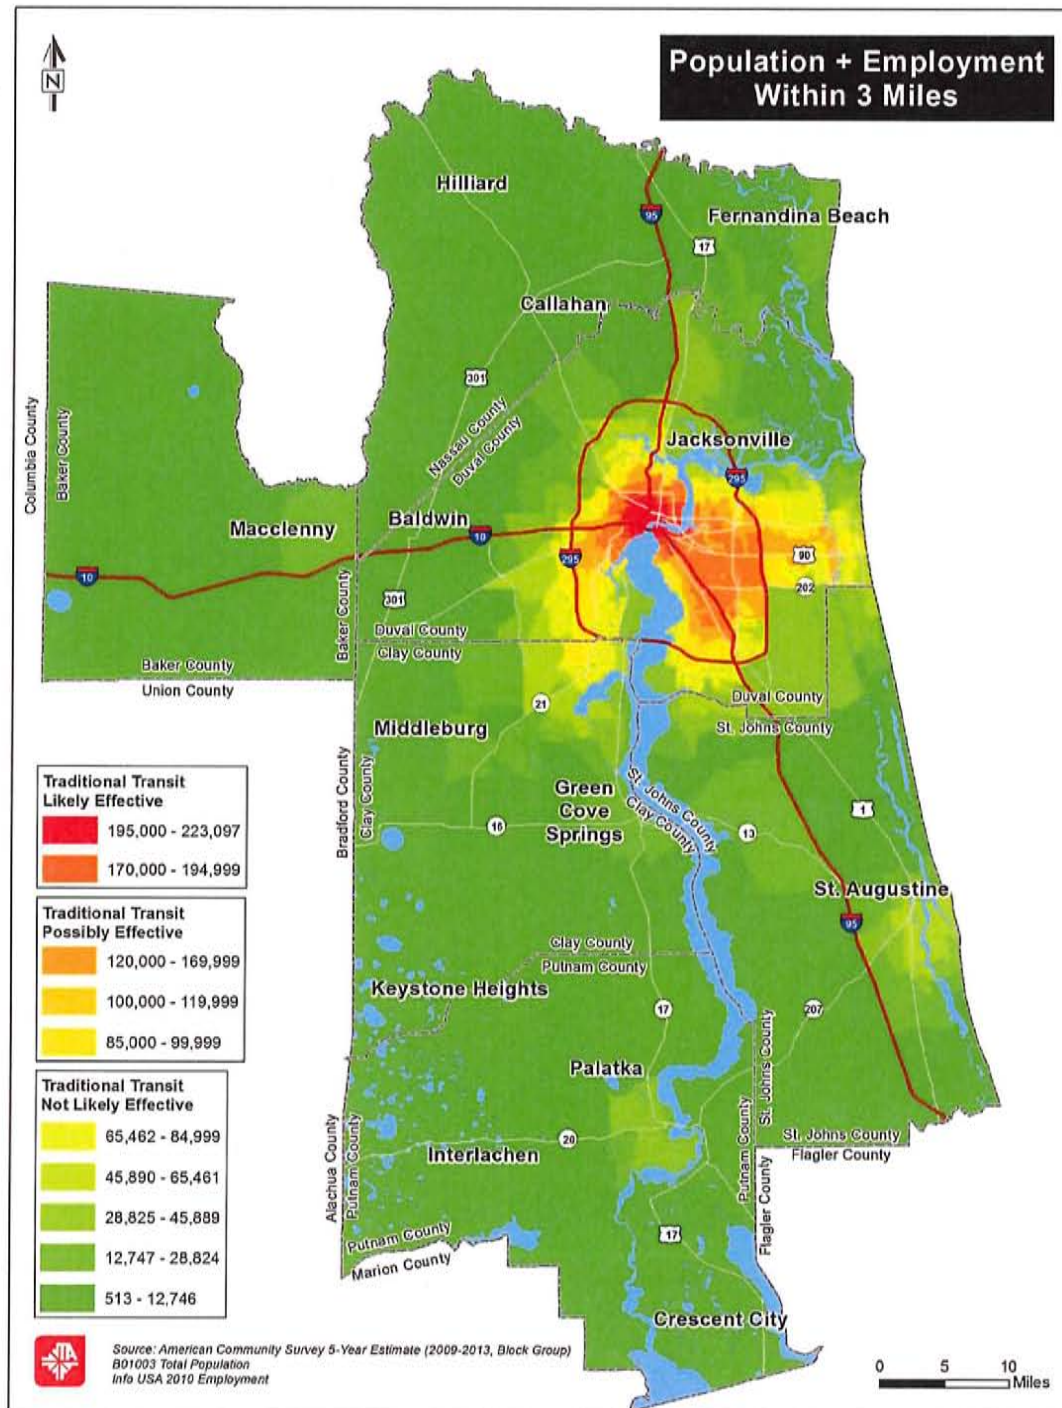 Population + Employment
Within 3 Miles
N
Hilliard
95
Fernandina Beach
17
Callahan
301
Nassau County
Duval County
Jacksonville
295
Columbia County
Baker County
Macclenny
Baldwin
10
295
90
10
202
301
Baker County
Duval County
Clay County
Baker County
Union County
21
Duval County
St. Johns County
Middleburg
Bradford County
Clay County
Green
Cove
Springs
St. Johns County
Clay County
16
13
1
St. Augustine
95
Clay County
Putnam County
Keystone Heights
17
207
Palatka
Putnam County
St. Johns County
20
Interlachen
St. Johns County
Flagler County
Alachua County
Putnam County
Putnam County
Flagler County
17
Putnam County
Marion County
Crescent City
Traditional Transit
Likely Effective
195,000 - 223,097
170,000 - 194,999
Traditional Transit
Possibly Effective
120,000 - 169,999
100,000 - 119,999
85,000 - 99,999
Traditional Transit
Not Likely Effective
65,462 - 84,999
45,890 - 65,461
28,825 - 45,889
12,747 - 28,824
513 - 12,746
JTA
Source: American Community Survey 5-Year Estimate (2009-2013, Block Group)
B01003 Total Population
Info USA 2010 Employment
0 5 10
Miles